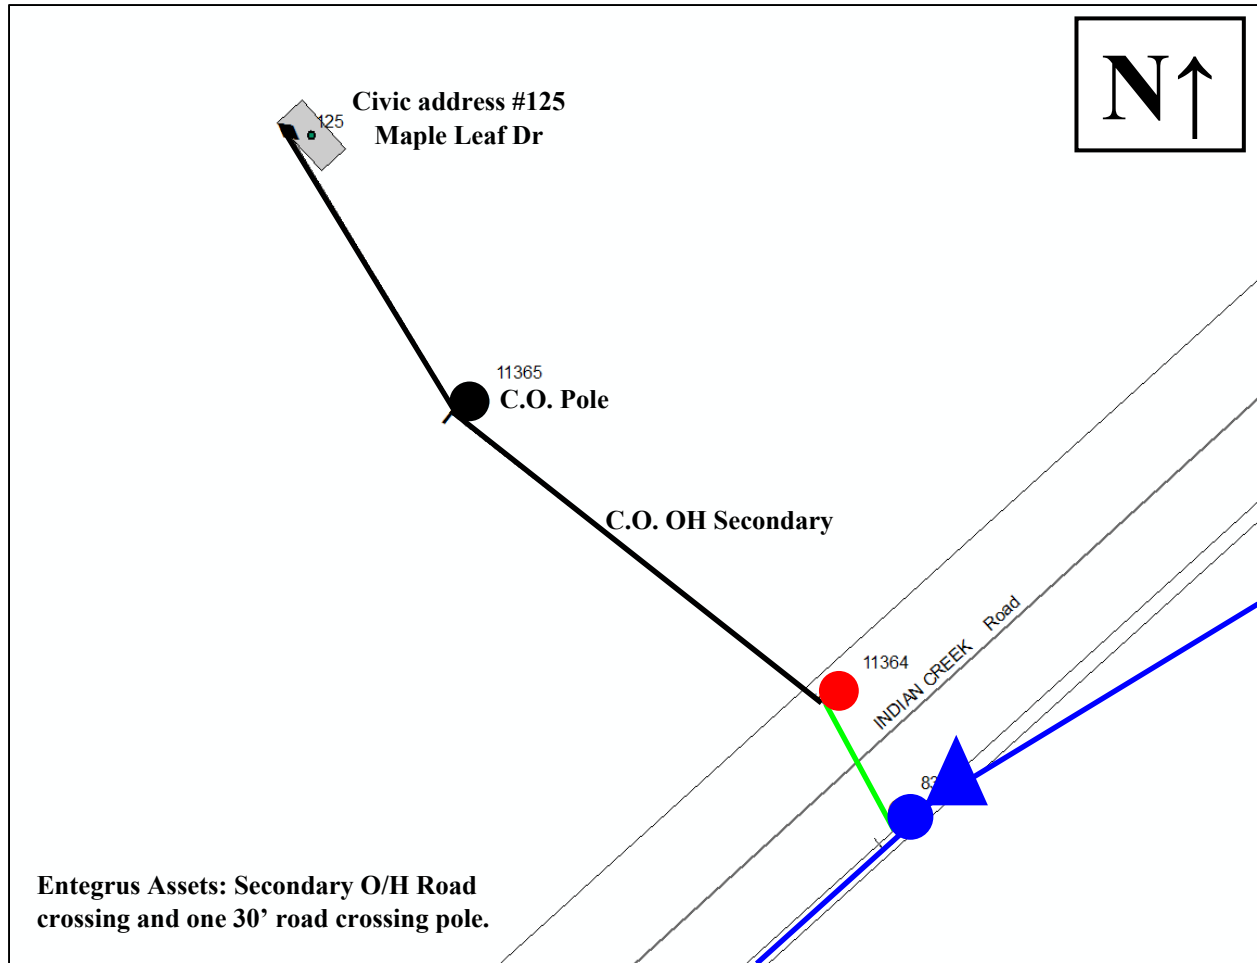 N↑
Civic address #125
125
Maple Leaf Dr
11365
C.O. Pole
C.O. OH Secondary
11364
INDIAN CREEK Road
Entegrus Assets: Secondary O/H Road
crossing and one 30’ road crossing pole.